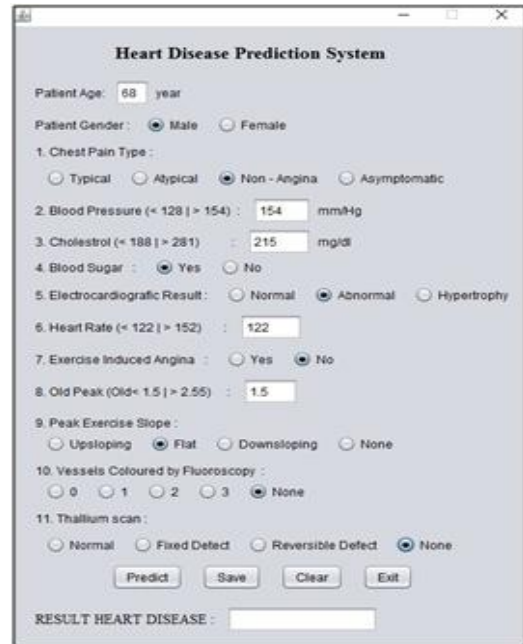 Heart Disease Prediction System
Patient Age: 68 year
Patient Gender: Male Female
1. Chest Pain Type :
Typical Atypical Non - Angina Asymptomatic
2. Blood Pressure (< 128 | > 154) : 154 mm/Hg
3. Cholestrol (< 188 | > 281) : 215 mg/dl
4. Blood Sugar : Yes No
5. Electrocardiografic Result : Normal Abnormal Hypertrophy
6. Heart Rate (< 122 | > 152) : 122
7. Exercise Induced Angina : Yes No
8. Old Peak (Old< 1.5 | > 2.55) : 1.5
9. Peak Exercise Slope :
Upsloping Flat Downsloping None
10. Vessels Coloured by Fluoroscopy :
0 1 2 3 None
11. Thallium scan :
Normal Fixed Defect Reversible Defect None
Predict Save Clear Exit
RESULT HEART DISEASE :